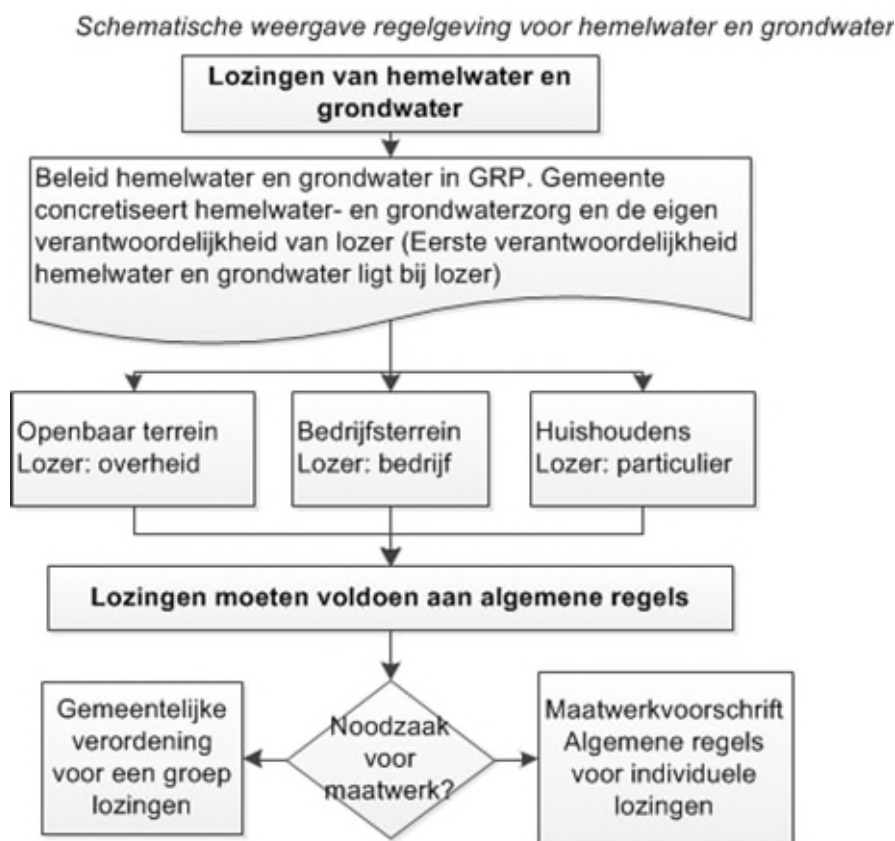 Schematische weergave regelgeving voor hemelwater en grondwater
Lozingen van hemelwater en
grondwater
Beleid hemelwater en grondwater in GRP. Gemeente
concretiseert hemelwater- en grondwaterzorg en de eigen
verantwoordelijkheid van lozer (Eerste verantwoordelijkheid
hemelwater en grondwater ligt bij lozer)
Openbaar terrein
Lozer: overheid
Bedrijfsterrein
Lozer: bedrijf
Huishoudens
Lozer: particulier
Lozingen moeten voldoen aan algemene regels
Gemeentelijke
verordening
voor een groep
lozingen
Noodzaak
voor
maatwerk?
Maatwerkvoorschrift
Algemene regels
voor individuele
lozingen